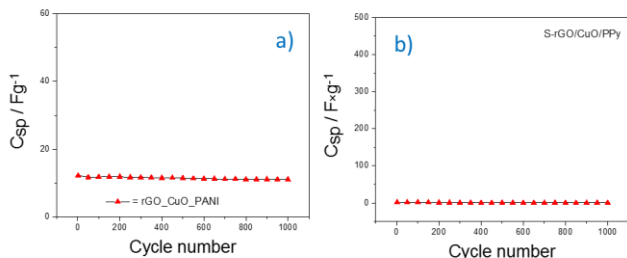 a)
60
40
20
0
Csp / Fg-1
= rGO_CuO_PANI
0 200 400 600 800 1000
Cycle number
b)
S-rGO/CuO/PPy
500
400
300
200
100
0
Csp / F×g-1
0 200 400 600 800 1000
Cycle number